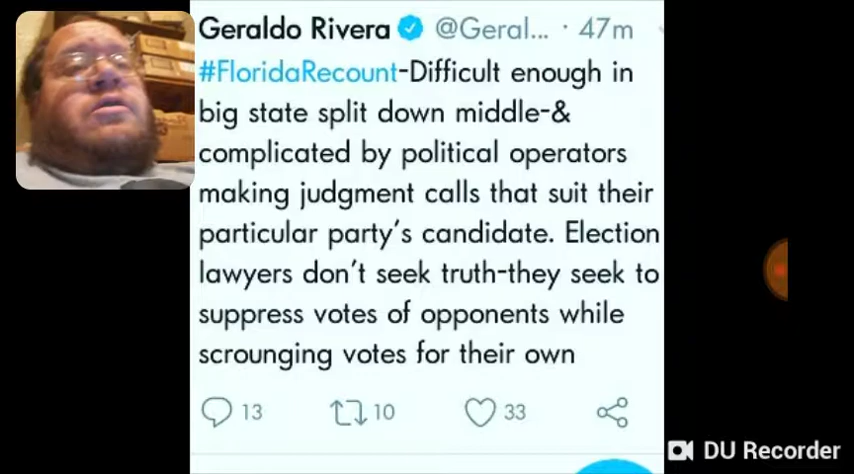 Geraldo Rivera @Geral... · 47m
#FloridaRecount-Difficult enough in
big state split down middle-&
complicated by political operators
making judgment calls that suit their
particular party's candidate. Election
lawyers don't seek truth-they seek to
suppress votes of opponents while
scrounging votes for their own
13 10 33
DU Recorder